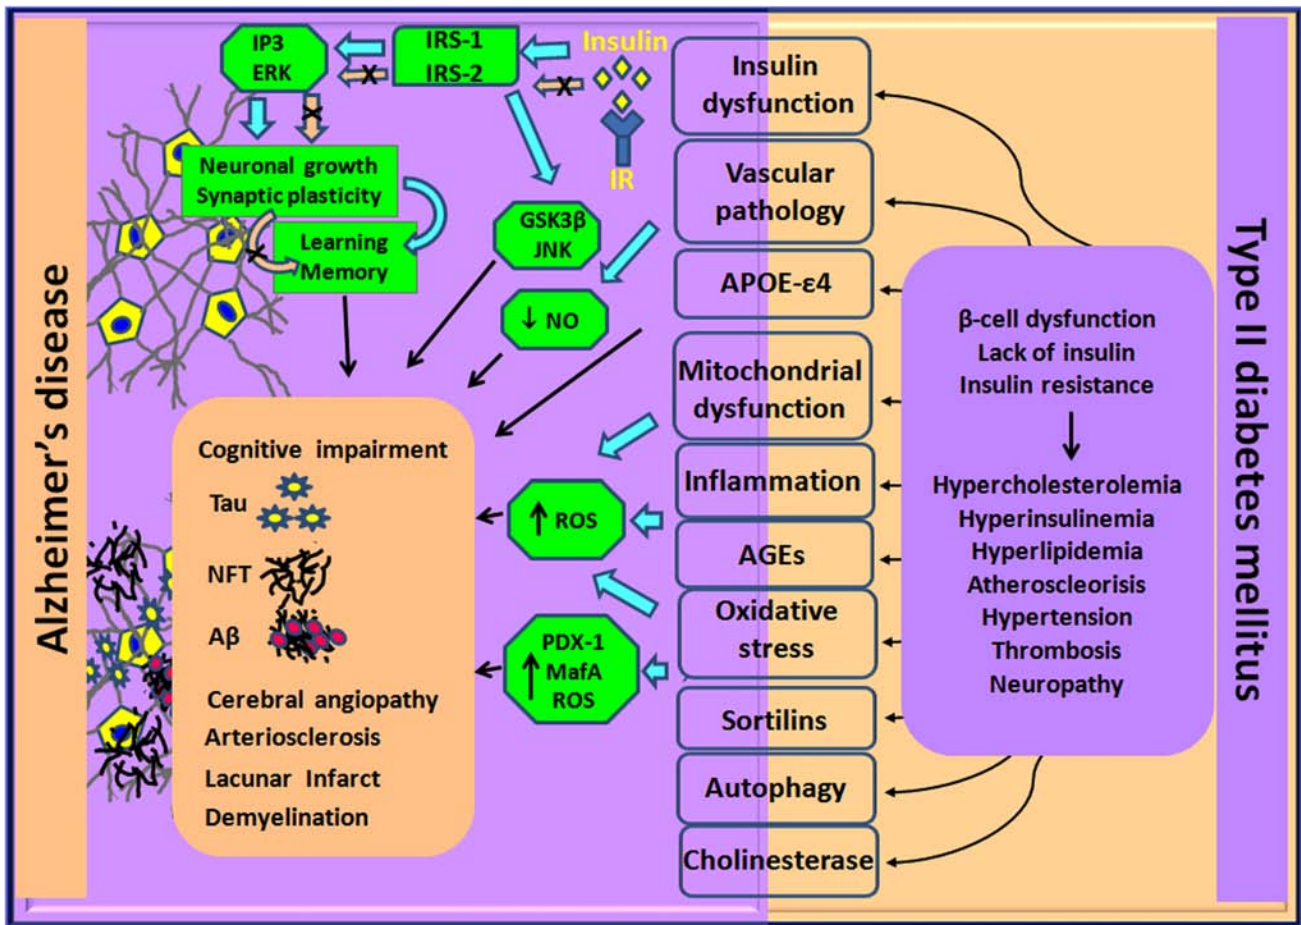 Alzheimer's disease
IP3
ERK
IRS-1
IRS-2
Insulin
IR
X
X
X
X
Neuronal growth
Synaptic plasticity
Learning
Memory
GSK3β
JNK
↓ NO
Cognitive impairment
Tau
NFT
Aβ
Cerebral angiopathy
Arteriosclerosis
Lacunar Infarct
Demyelination
↑ ROS
PDX-1
↑ MafA
ROS
Insulin
dysfunction
Vascular
pathology
APOE-ε4
Mitochondrial
dysfunction
Inflammation
AGEs
Oxidative
stress
Sortilins
Autophagy
Cholinesterase
β-cell dysfunction
Lack of insulin
Insulin resistance
Hypercholesterolemia
Hyperinsulinemia
Hyperlipidemia
Atheroscleorisis
Hypertension
Thrombosis
Neuropathy
Type II diabetes mellitus